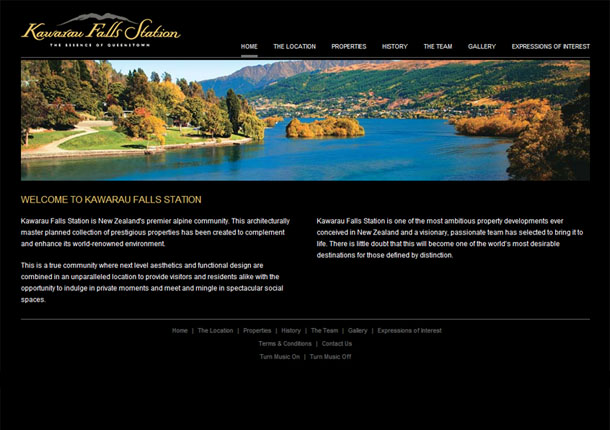 Kawarau Falls Station
THE ESSENCE OF QUEENSTOWN
HOME THE LOCATION PROPERTIES HISTORY THE TEAM GALLERY EXPRESSIONS OF INTEREST
WELCOME TO KAWARAU FALLS STATION
Kawarau Falls Station is New Zealand's premier alpine community. This architecturally
master planned collection of prestigious properties has been created to complement
and enhance its world-renowned environment.
This is a true community where next level aesthetics and functional design are
combined in an unparalleled location to provide visitors and residents alike with the
opportunity to indulge in private moments and meet and mingle in spectacular social
spaces.
Kawarau Falls Station is one of the most ambitious property developments ever
conceived in New Zealand and a visionary, passionate team has selected to bring it to
life. There is little doubt that this will become one of the world's most desirable
destinations for those defined by distinction.
Home | The Location | Properties | History | The Team | Gallery | Expressions of Interest
Terms & Conditions | Contact Us
Turn Music On | Turn Music Off